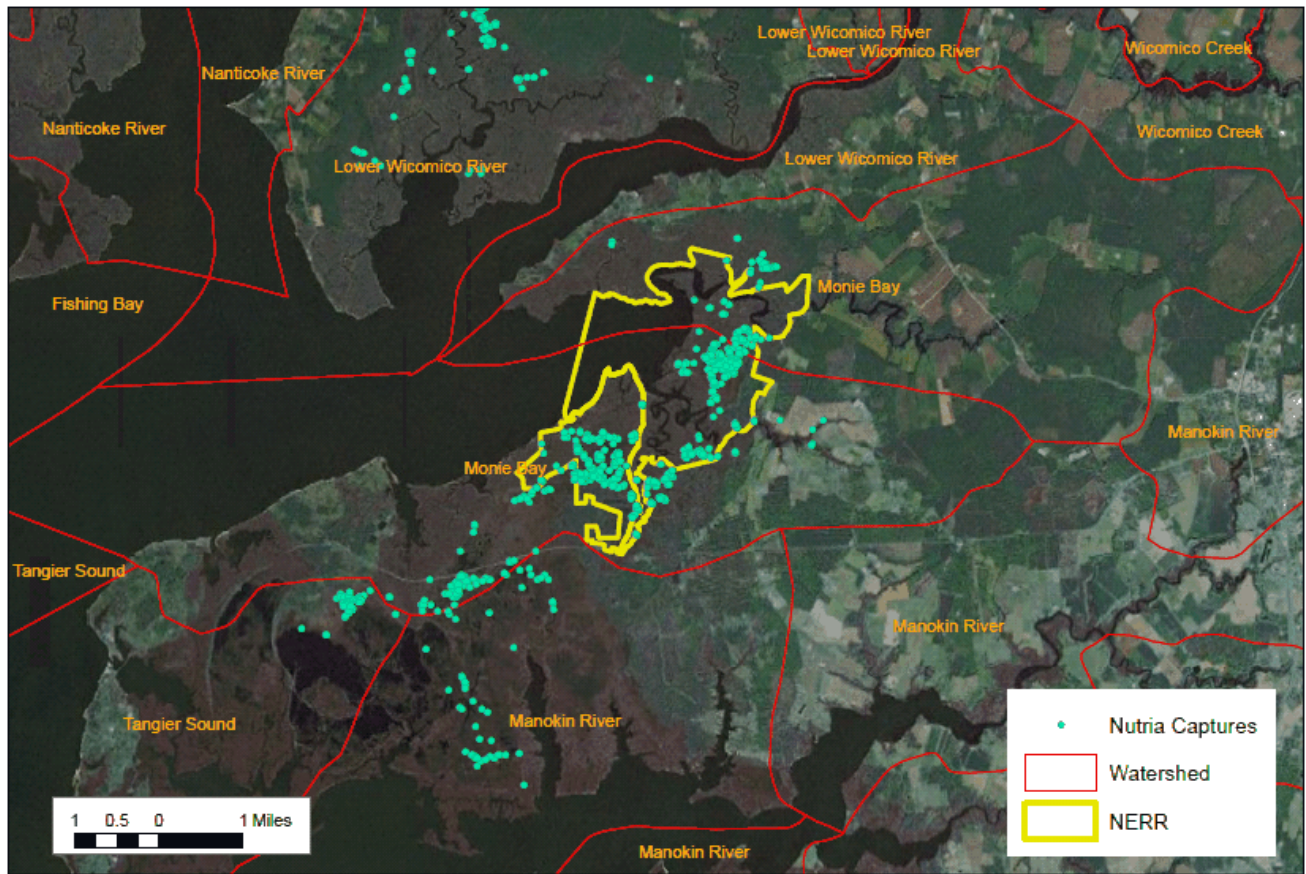 Lower Wicomico River
Lower Wicomico River
Wicomico Creek
Nanticoke River
Nanticoke River
Wicomico Creek
Lower Wicomico River
Lower Wicomico River
Monie Bay
Fishing Bay
Manokin River
Monie Bay
Tangier Sound
Manokin River
Tangier Sound
Manokin River
Manokin River
1 0.5 0 1 Miles
Nutria Captures
Watershed
NERR